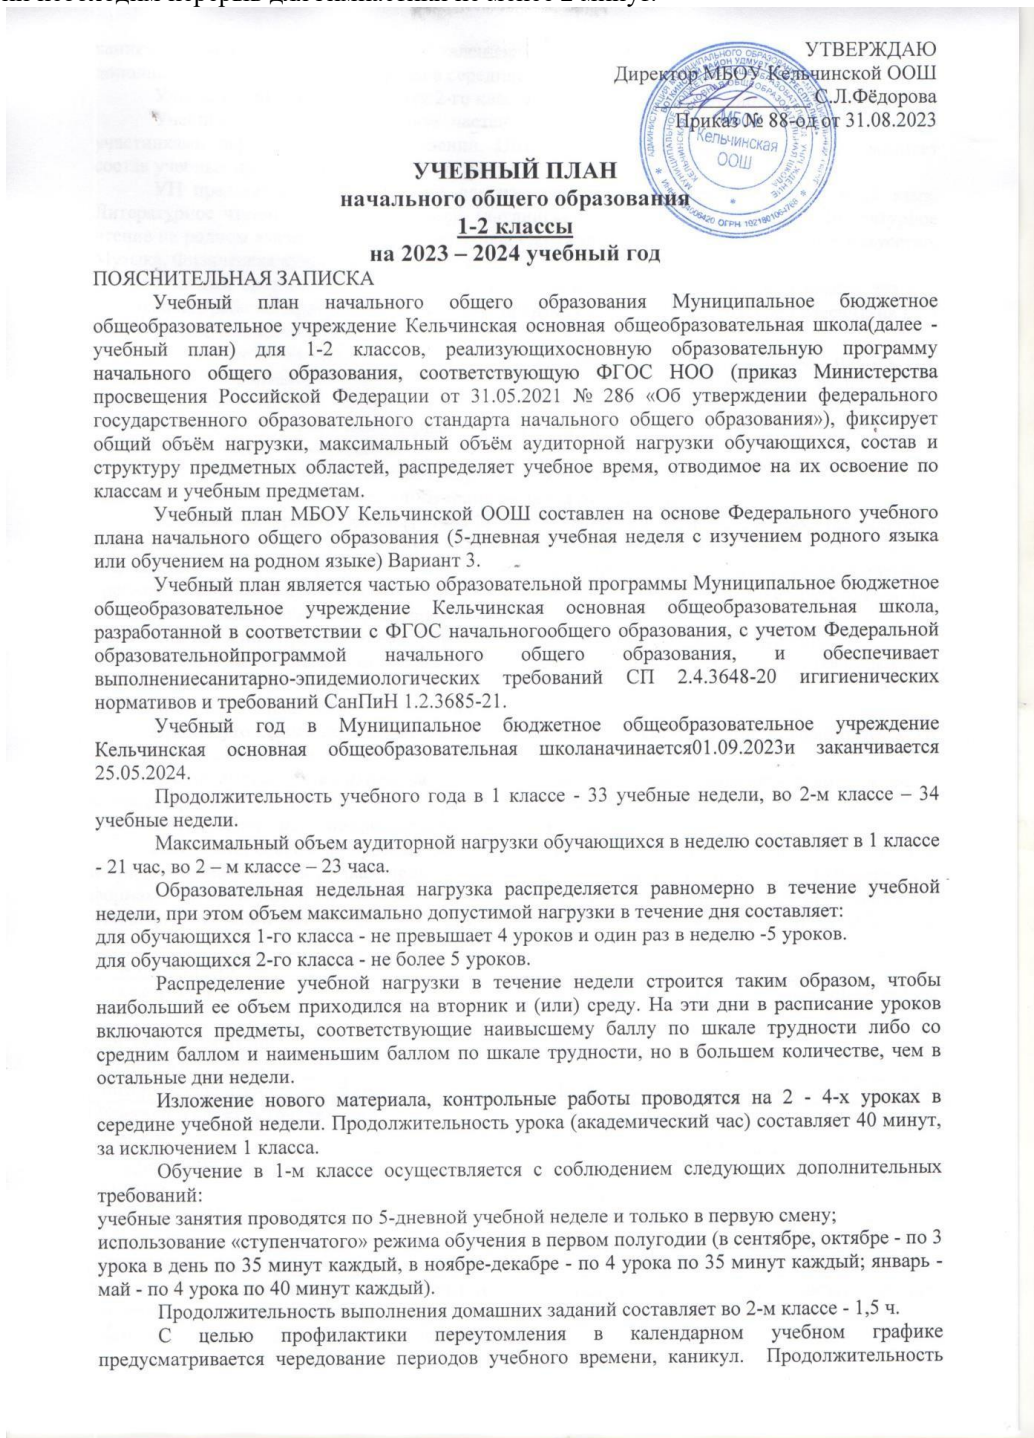 УТВЕРЖДАЮ
Директор МБОУ Кельчинской ООШ
С.Л.Фёдорова
Приказ № 88-од от 31.08.2023
МБОУ
Кельчинская
ООШ
УЧЕБНЫЙ ПЛАН
начального общего образования
1-2 классы
на 2023 – 2024 учебный год
ПОЯСНИТЕЛЬНАЯ ЗАПИСКА
Учебный план начального общего образования Муниципальное бюджетное
общеобразовательное учреждение Кельчинская основная общеобразовательная школа(далее -
учебный план) для 1-2 классов, реализующихосновную образовательную программу
начального общего образования, соответствующую ФГОС НОО (приказ Министерства
просвещения Российской Федерации от 31.05.2021 № 286 «Об утверждении федерального
государственного образовательного стандарта начального общего образования»), фиксирует
общий объём нагрузки, максимальный объём аудиторной нагрузки обучающихся, состав и
структуру предметных областей, распределяет учебное время, отводимое на их освоение по
классам и учебным предметам.
Учебный план МБОУ Кельчинской ООШ составлен на основе Федерального учебного
плана начального общего образования (5-дневная учебная неделя с изучением родного языка
или обучением на родном языке) Вариант 3.
Учебный план является частью образовательной программы Муниципальное бюджетное
общеобразовательное учреждение Кельчинская основная общеобразовательная школа,
разработанной в соответствии с ФГОС начальногообщего образования, с учетом Федеральной
образовательнойпрограммой начального общего образования, и обеспечивает
выполнениесанитарно-эпидемиологических требований СП 2.4.3648-20 игигиенических
нормативов и требований СанПиН 1.2.3685-21.
Учебный год в Муниципальное бюджетное общеобразовательное учреждение
Кельчинская основная общеобразовательная школаначинается01.09.2023и заканчивается
25.05.2024.
Продолжительность учебного года в 1 классе - 33 учебные недели, во 2-м классе – 34
учебные недели.
Максимальный объем аудиторной нагрузки обучающихся в неделю составляет в 1 классе
- 21 час, во 2 – м классе – 23 часа.
Образовательная недельная нагрузка распределяется равномерно в течение учебной
недели, при этом объем максимально допустимой нагрузки в течение дня составляет:
для обучающихся 1-го класса - не превышает 4 уроков и один раз в неделю -5 уроков.
для обучающихся 2-го класса - не более 5 уроков.
Распределение учебной нагрузки в течение недели строится таким образом, чтобы
наибольший ее объем приходился на вторник и (или) среду. На эти дни в расписание уроков
включаются предметы, соответствующие наивысшему баллу по шкале трудности либо со
средним баллом и наименьшим баллом по шкале трудности, но в большем количестве, чем в
остальные дни недели.
Изложение нового материала, контрольные работы проводятся на 2 - 4-х уроках в
середине учебной недели. Продолжительность урока (академический час) составляет 40 минут,
за исключением 1 класса.
Обучение в 1-м классе осуществляется с соблюдением следующих дополнительных
требований:
учебные занятия проводятся по 5-дневной учебной неделе и только в первую смену;
использование «ступенчатого» режима обучения в первом полугодии (в сентябре, октябре - по 3
урока в день по 35 минут каждый, в ноябре-декабре - по 4 урока по 35 минут каждый; январь -
май - по 4 урока по 40 минут каждый).
Продолжительность выполнения домашних заданий составляет во 2-м классе - 1,5 ч.
С целью профилактики переутомления в календарном учебном графике
предусматривается чередование периодов учебного времени, каникул. Продолжительность